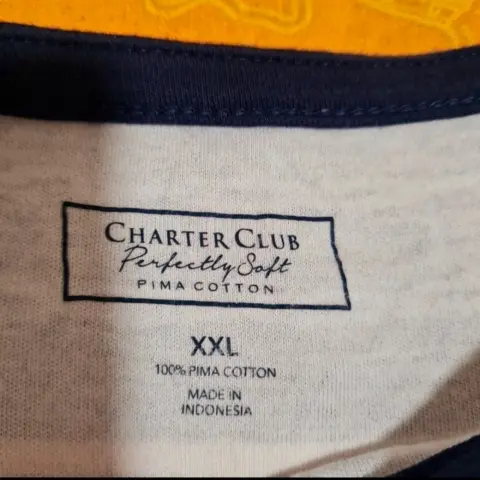 CHARTER CLUB
Perfectly Soft
PIMA COTTON
XXL
100% PIMA COTTON
MADE IN
INDONESIA